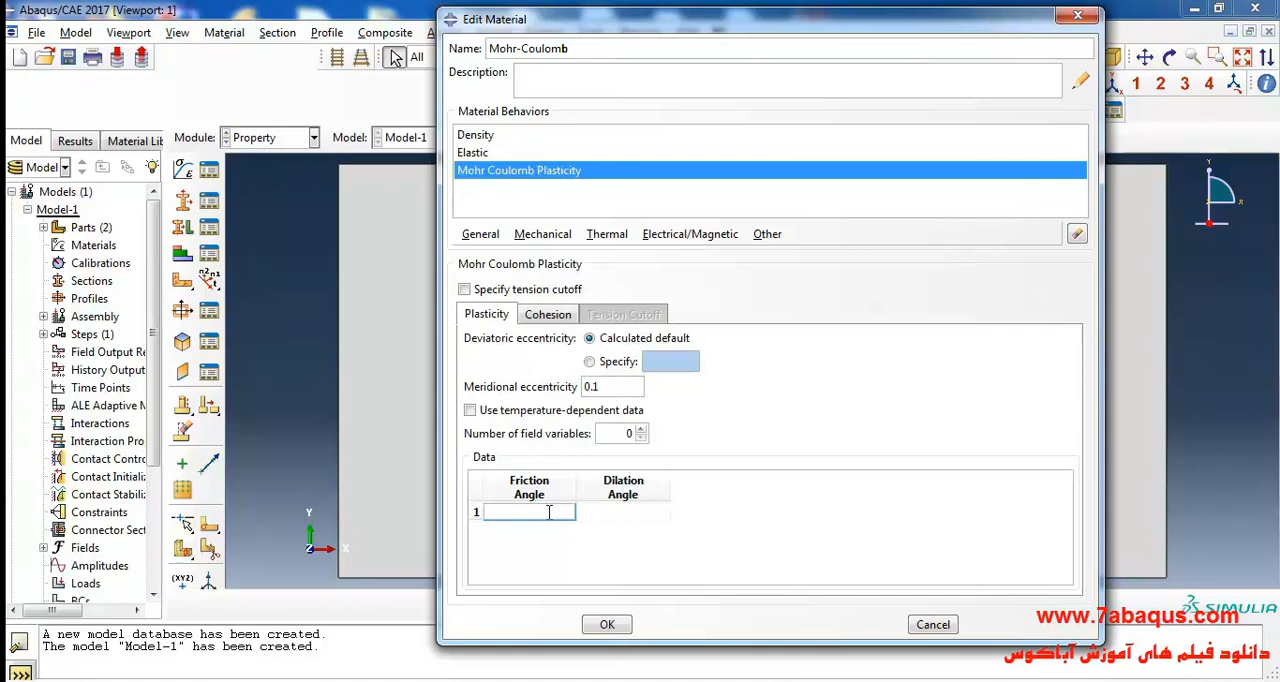 Abaqus/CAE 2017 [Viewport: 1]
File Model Viewport View Material Section Profile Composite
All
1 2 3 4
Model Results Material Lib
Module: Property Model: Model-1
Model
Models (1)
Model-1
Parts (2)
Materials
Calibrations
Sections
Profiles
Assembly
Steps (1)
Field Output Re
History Output
Time Points
ALE Adaptive M
Interactions
Interaction Pro
Contact Contro
Contact Initializ
Contact Stabiliz
Constraints
Connector Sect
Fields
Amplitudes
Loads
BCs
(XYZ)
Y
Z
X
Y
X
Edit Material
Name: Mohr-Coulomb
Description:
Material Behaviors
Density
Elastic
Mohr Coulomb Plasticity
General Mechanical Thermal Electrical/Magnetic Other
Mohr Coulomb Plasticity
Specify tension cutoff
Plasticity Cohesion Tension Cutoff
Deviatoric eccentricity: Calculated default
Specify:
Meridional eccentricity 0.1
Use temperature-dependent data
Number of field variables: 0
Data
Friction Angle Dilation Angle
1
OK Cancel
A new model database has been created.
The model "Model-1" has been created.
>>>
SIMULIA
www.7abaqus.com
دانلود فیلم های آموزش آباکوس